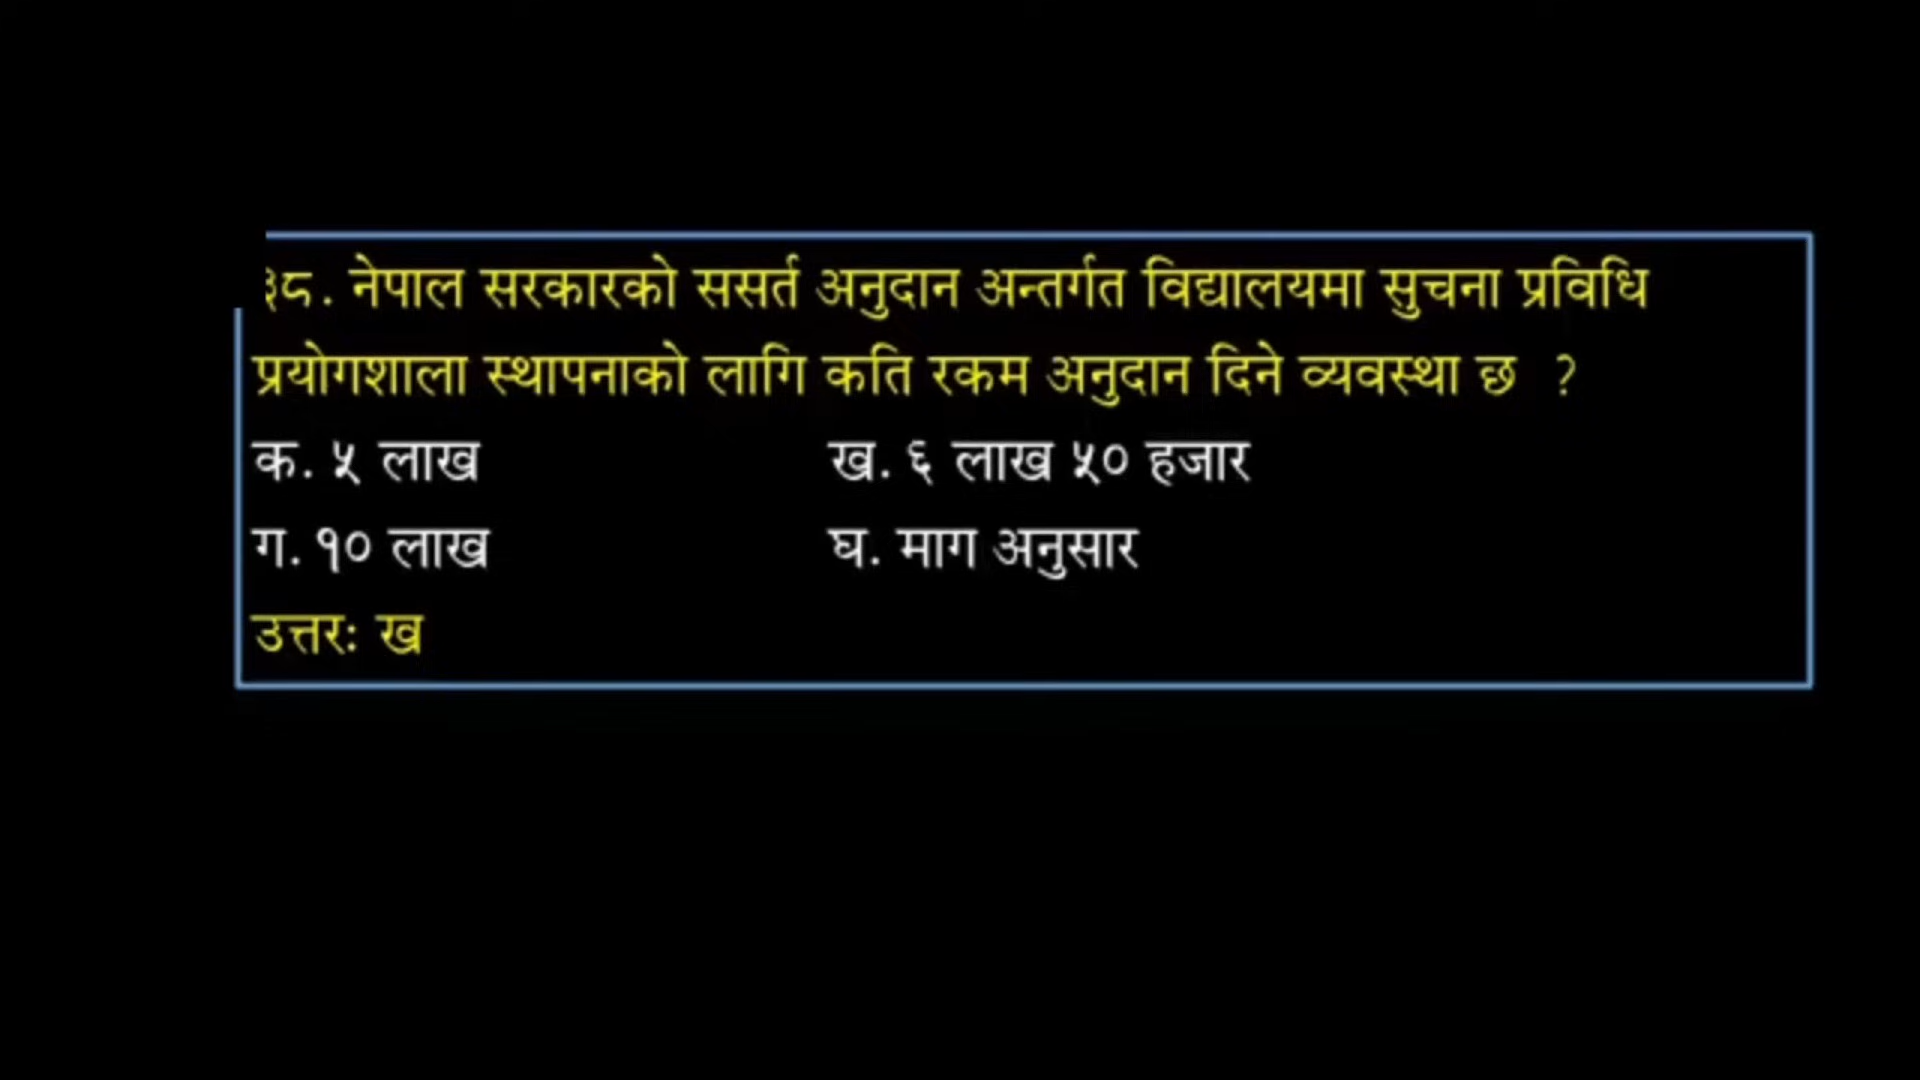 ३८. नेपाल सरकारको ससर्त अनुदान अन्तर्गत विद्यालयमा सुचना प्रविधि
प्रयोगशाला स्थापनाको लागि कति रकम अनुदान दिने व्यवस्था छ ?
क. ५ लाख ख. ६ लाख ५० हजार
ग. १० लाख घ. माग अनुसार
उत्तरः ख